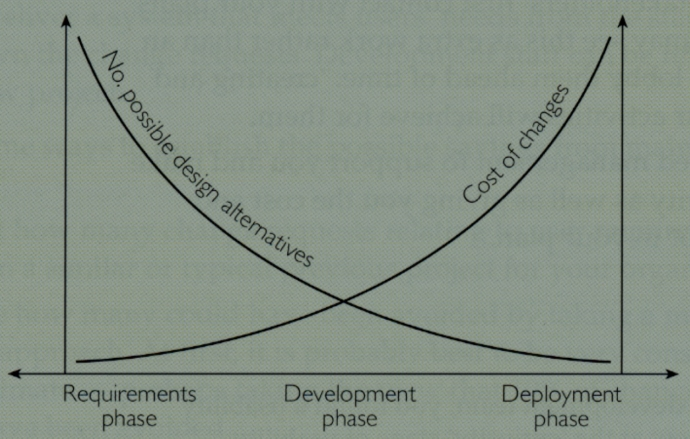 No. possible design alternatives
Cost of changes
Requirements phase
Development phase
Deployment phase